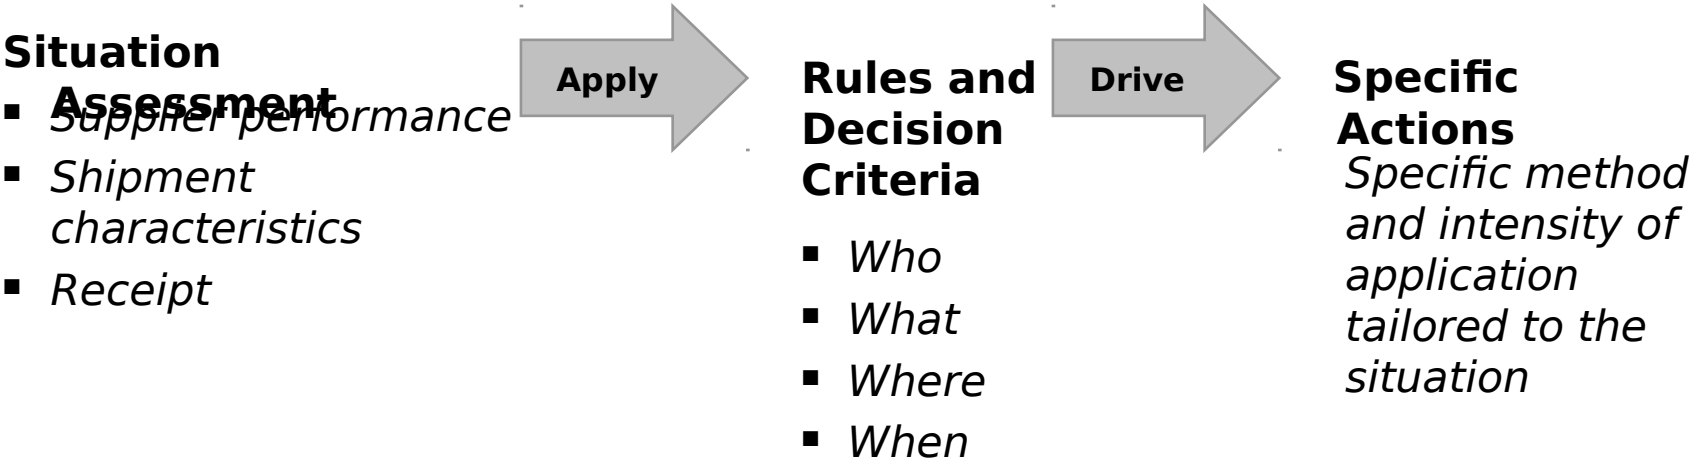 Situation
Assessment
▪ Supplier performance
▪ Shipment
characteristics
▪ Receipt
Apply
Rules and
Decision
Criteria
▪ Who
▪ What
▪ Where
▪ When
Drive
Specific
Actions
Specific method
and intensity of
application
tailored to the
situation